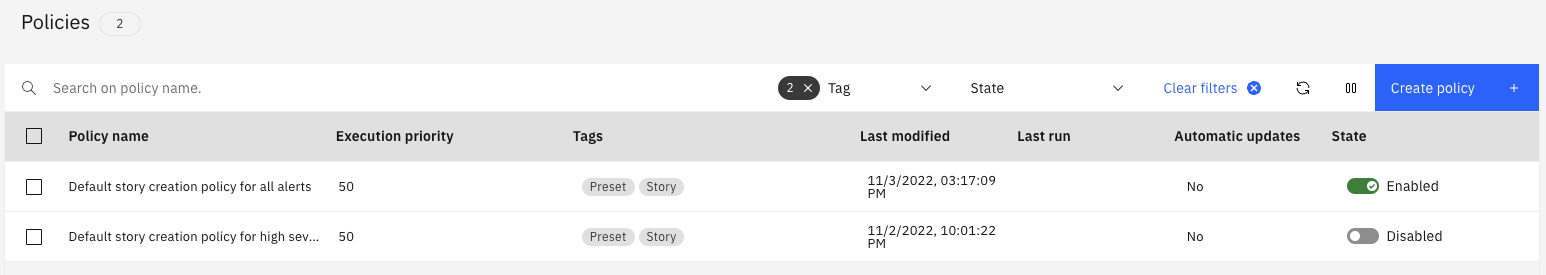 Policies 2
Search on policy name. 2 Tag State Clear filters Create policy +
Policy name Execution priority Tags Last modified Last run Automatic updates State
Default story creation policy for all alerts 50 Preset Story 11/3/2022, 03:17:09 PM No Enabled
Default story creation policy for high sev... 50 Preset Story 11/2/2022, 10:01:22 PM No Disabled